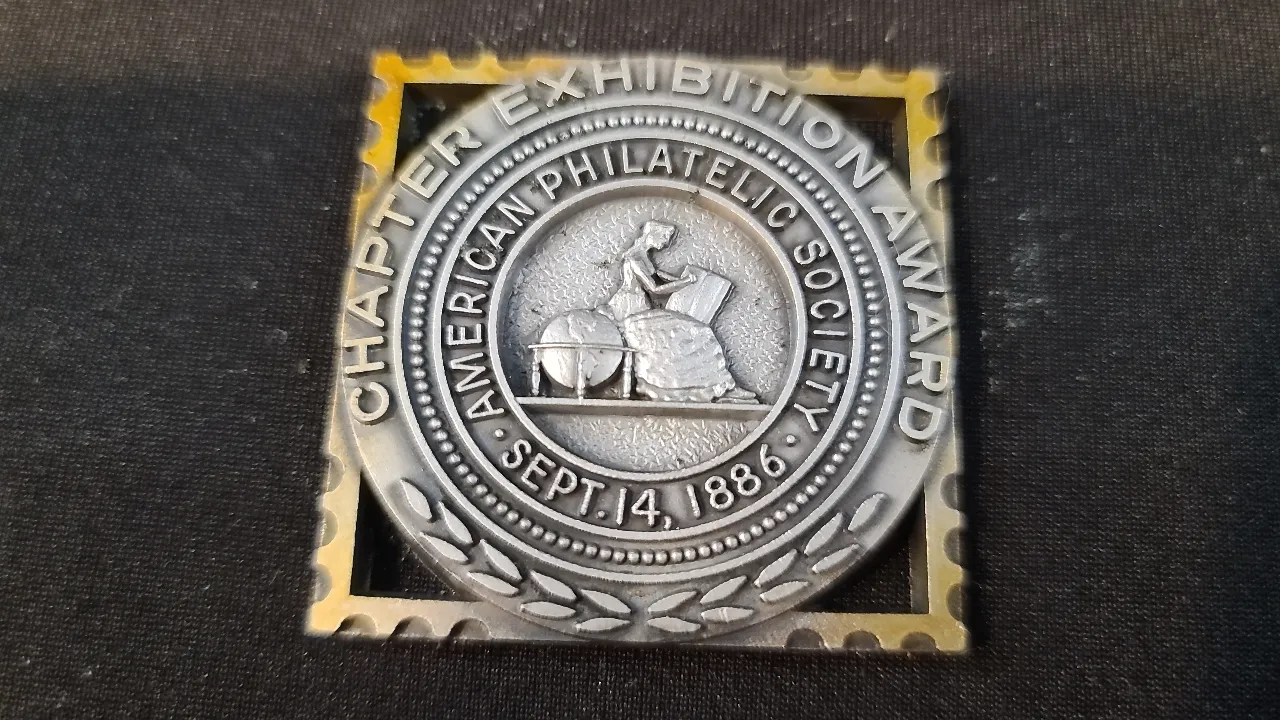 CHAPTER EXHIBITION AWARD
AMERICAN PHILATELIC SOCIETY
· SEPT. 14, 1886 ·